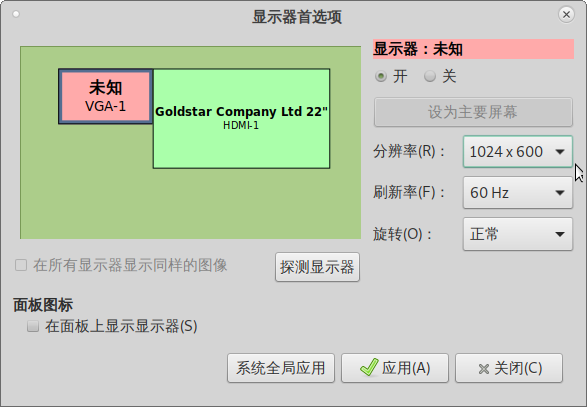 显示器首选项
未知
VGA-1
Goldstar Company Ltd 22"
HDMI-1
显示器：未知
开 关
设为主要屏幕
分辨率(R)： 1024 x 600
刷新率(F)： 60 Hz
旋转(O)： 正常
在所有显示器显示同样的图像
探测显示器
面板图标
在面板上显示显示器(S)
系统全局应用 应用(A) 关闭(C)